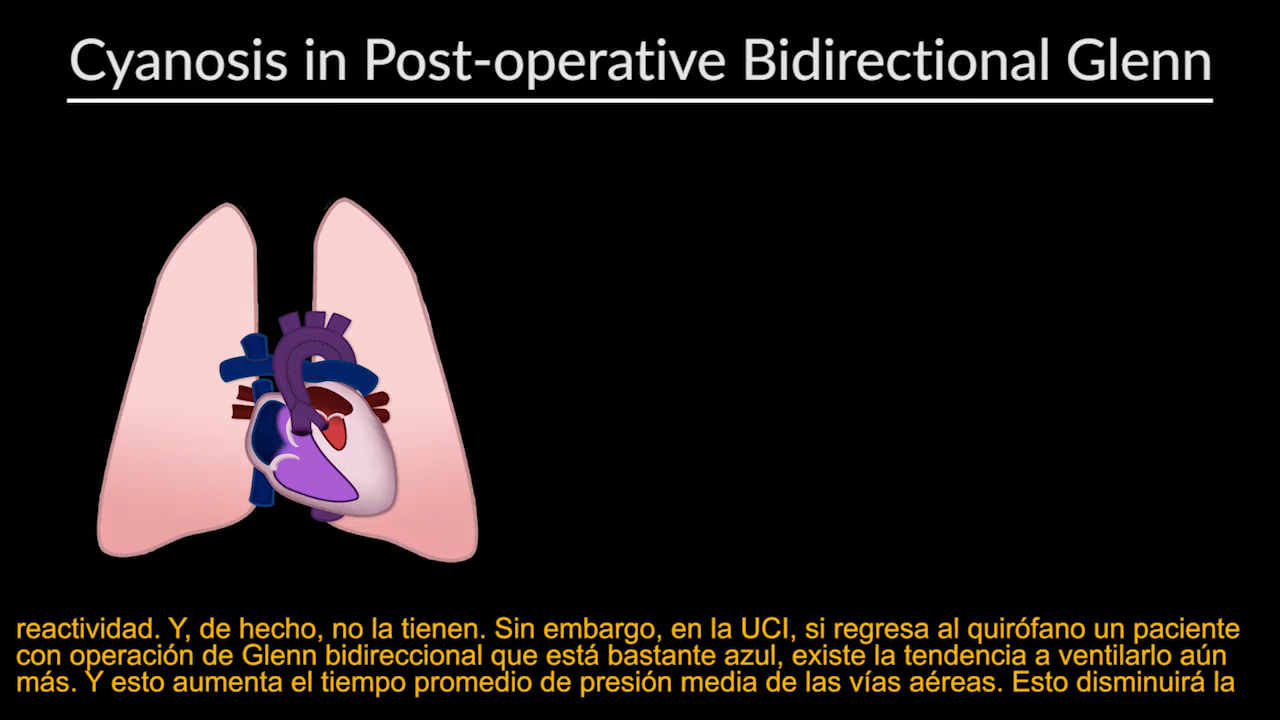 Cyanosis in Post-operative Bidirectional Glenn
reactividad. Y, de hecho, no la tienen. Sin embargo, en la UCI, si regresa al quirófano un paciente
con operación de Glenn bidireccional que está bastante azul, existe la tendencia a ventilarlo aún
más. Y esto aumenta el tiempo promedio de presión media de las vías aéreas. Esto disminuirá la